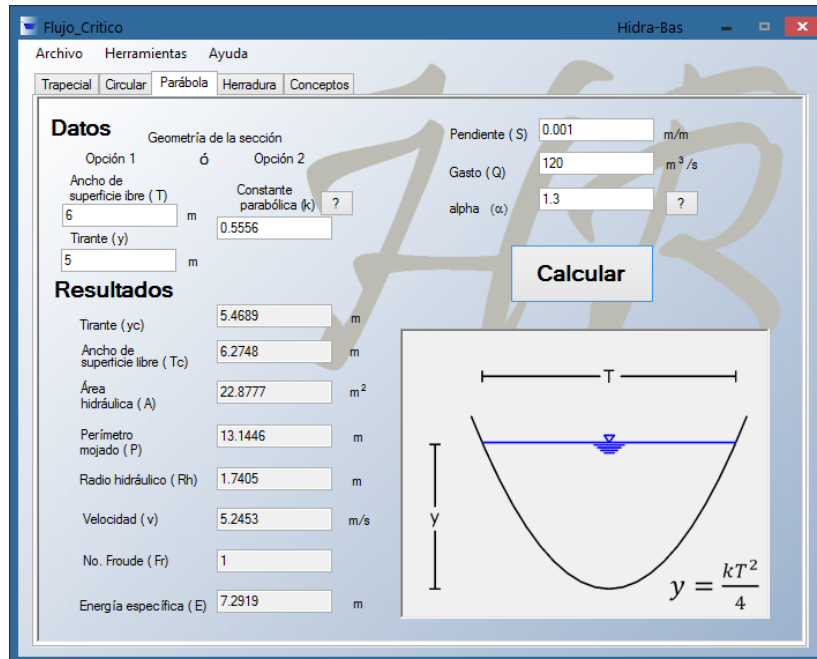 Flujo_Critico
Hidra-Bas
Archivo Herramientas Ayuda
Trapecial Circular Parábola Herradura Conceptos
HR
Datos
Geometría de la sección
Opción 1 ó Opción 2
Ancho de
superficie ibre ( T )
6 m
Tirante ( y )
5 m
Constante
parabólica (k) ?
0.5556
Pendiente ( S ) 0.001 m/m
Gasto ( Q ) 120 m³/s
alpha (α) 1.3 ?
Calcular
Resultados
Tirante ( yc ) 5.4689 m
Ancho de
superficie libre ( Tc ) 6.2748 m
Área
hidráulica ( A ) 22.8777 m²
Perímetro
mojado ( P ) 13.1446 m
Radio hidráulico ( Rh ) 1.7405 m
Velocidad ( v ) 5.2453 m/s
No. Froude ( Fr ) 1
Energía específica ( E ) 7.2919 m
T
y
y = kT²/4